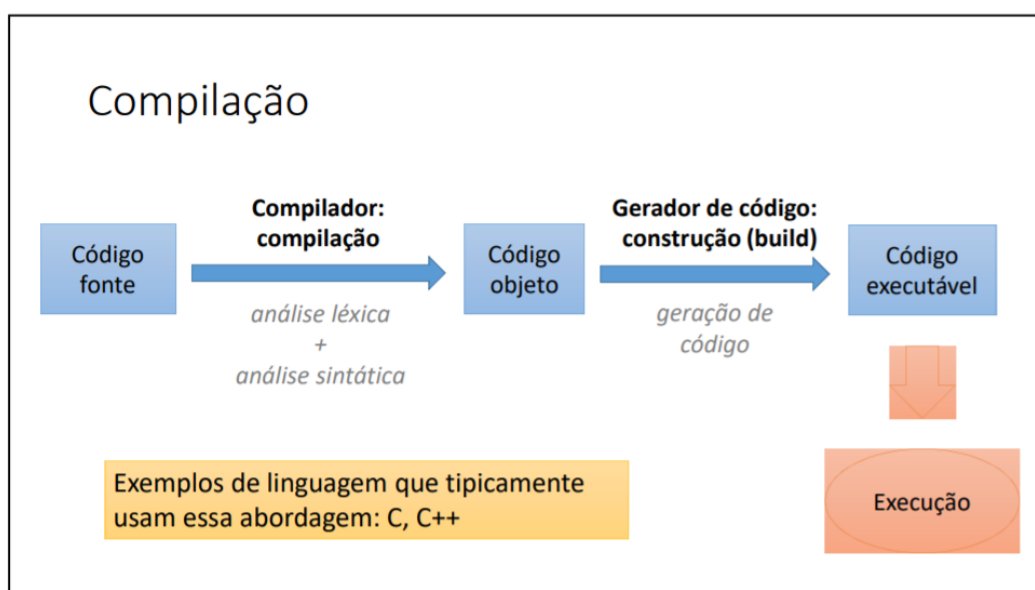 Compilação
Compilador:
compilação
Gerador de código:
construção (build)
Código
fonte
Código
objeto
Código
executável
análise léxica
+
análise sintática
geração de
código
Exemplos de linguagem que tipicamente
usam essa abordagem: C, C++
Execução